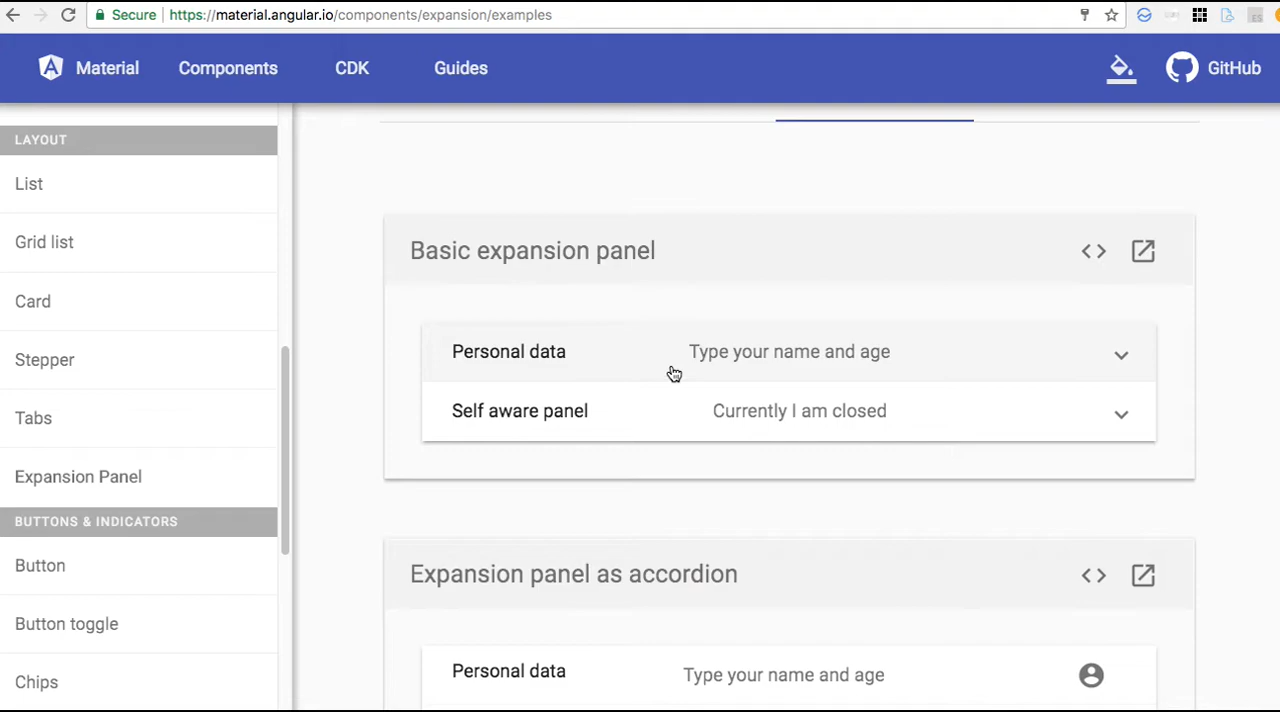 Secure https://material.angular.io/components/expansion/examples
Material Components CDK Guides GitHub
LAYOUT
List
Grid list
Card
Stepper
Tabs
Expansion Panel
BUTTONS & INDICATORS
Button
Button toggle
Chips
Basic expansion panel
Personal data Type your name and age
Self aware panel Currently I am closed
Expansion panel as accordion
Personal data Type your name and age